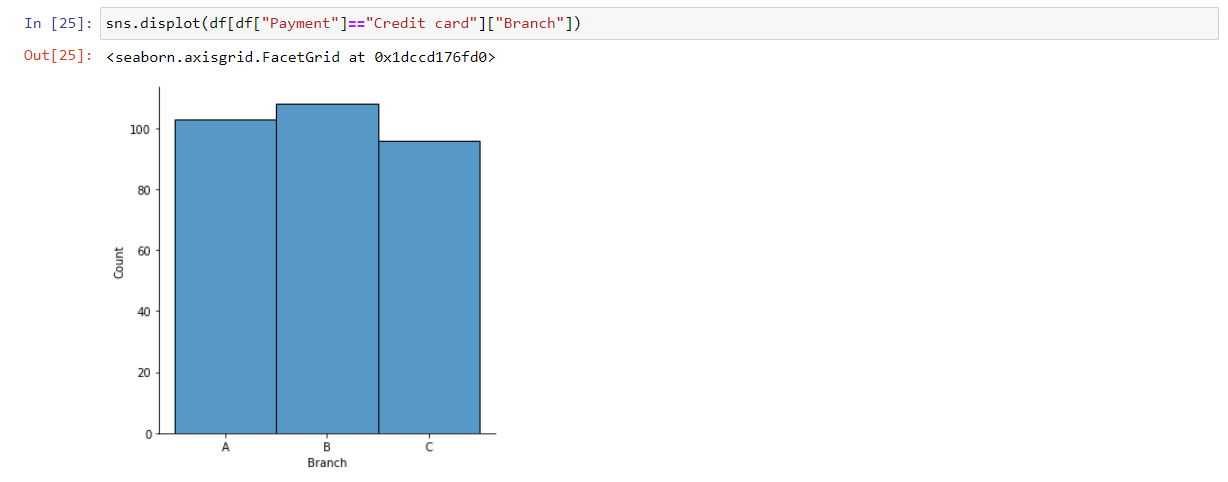 In [25]: sns.displot(df[df["Payment"]=="Credit card"]["Branch"])
Out[25]: <seaborn.axisgrid.FacetGrid at 0x1dccd176fd0>
100
80
60
40
20
0
Count
A B C
Branch